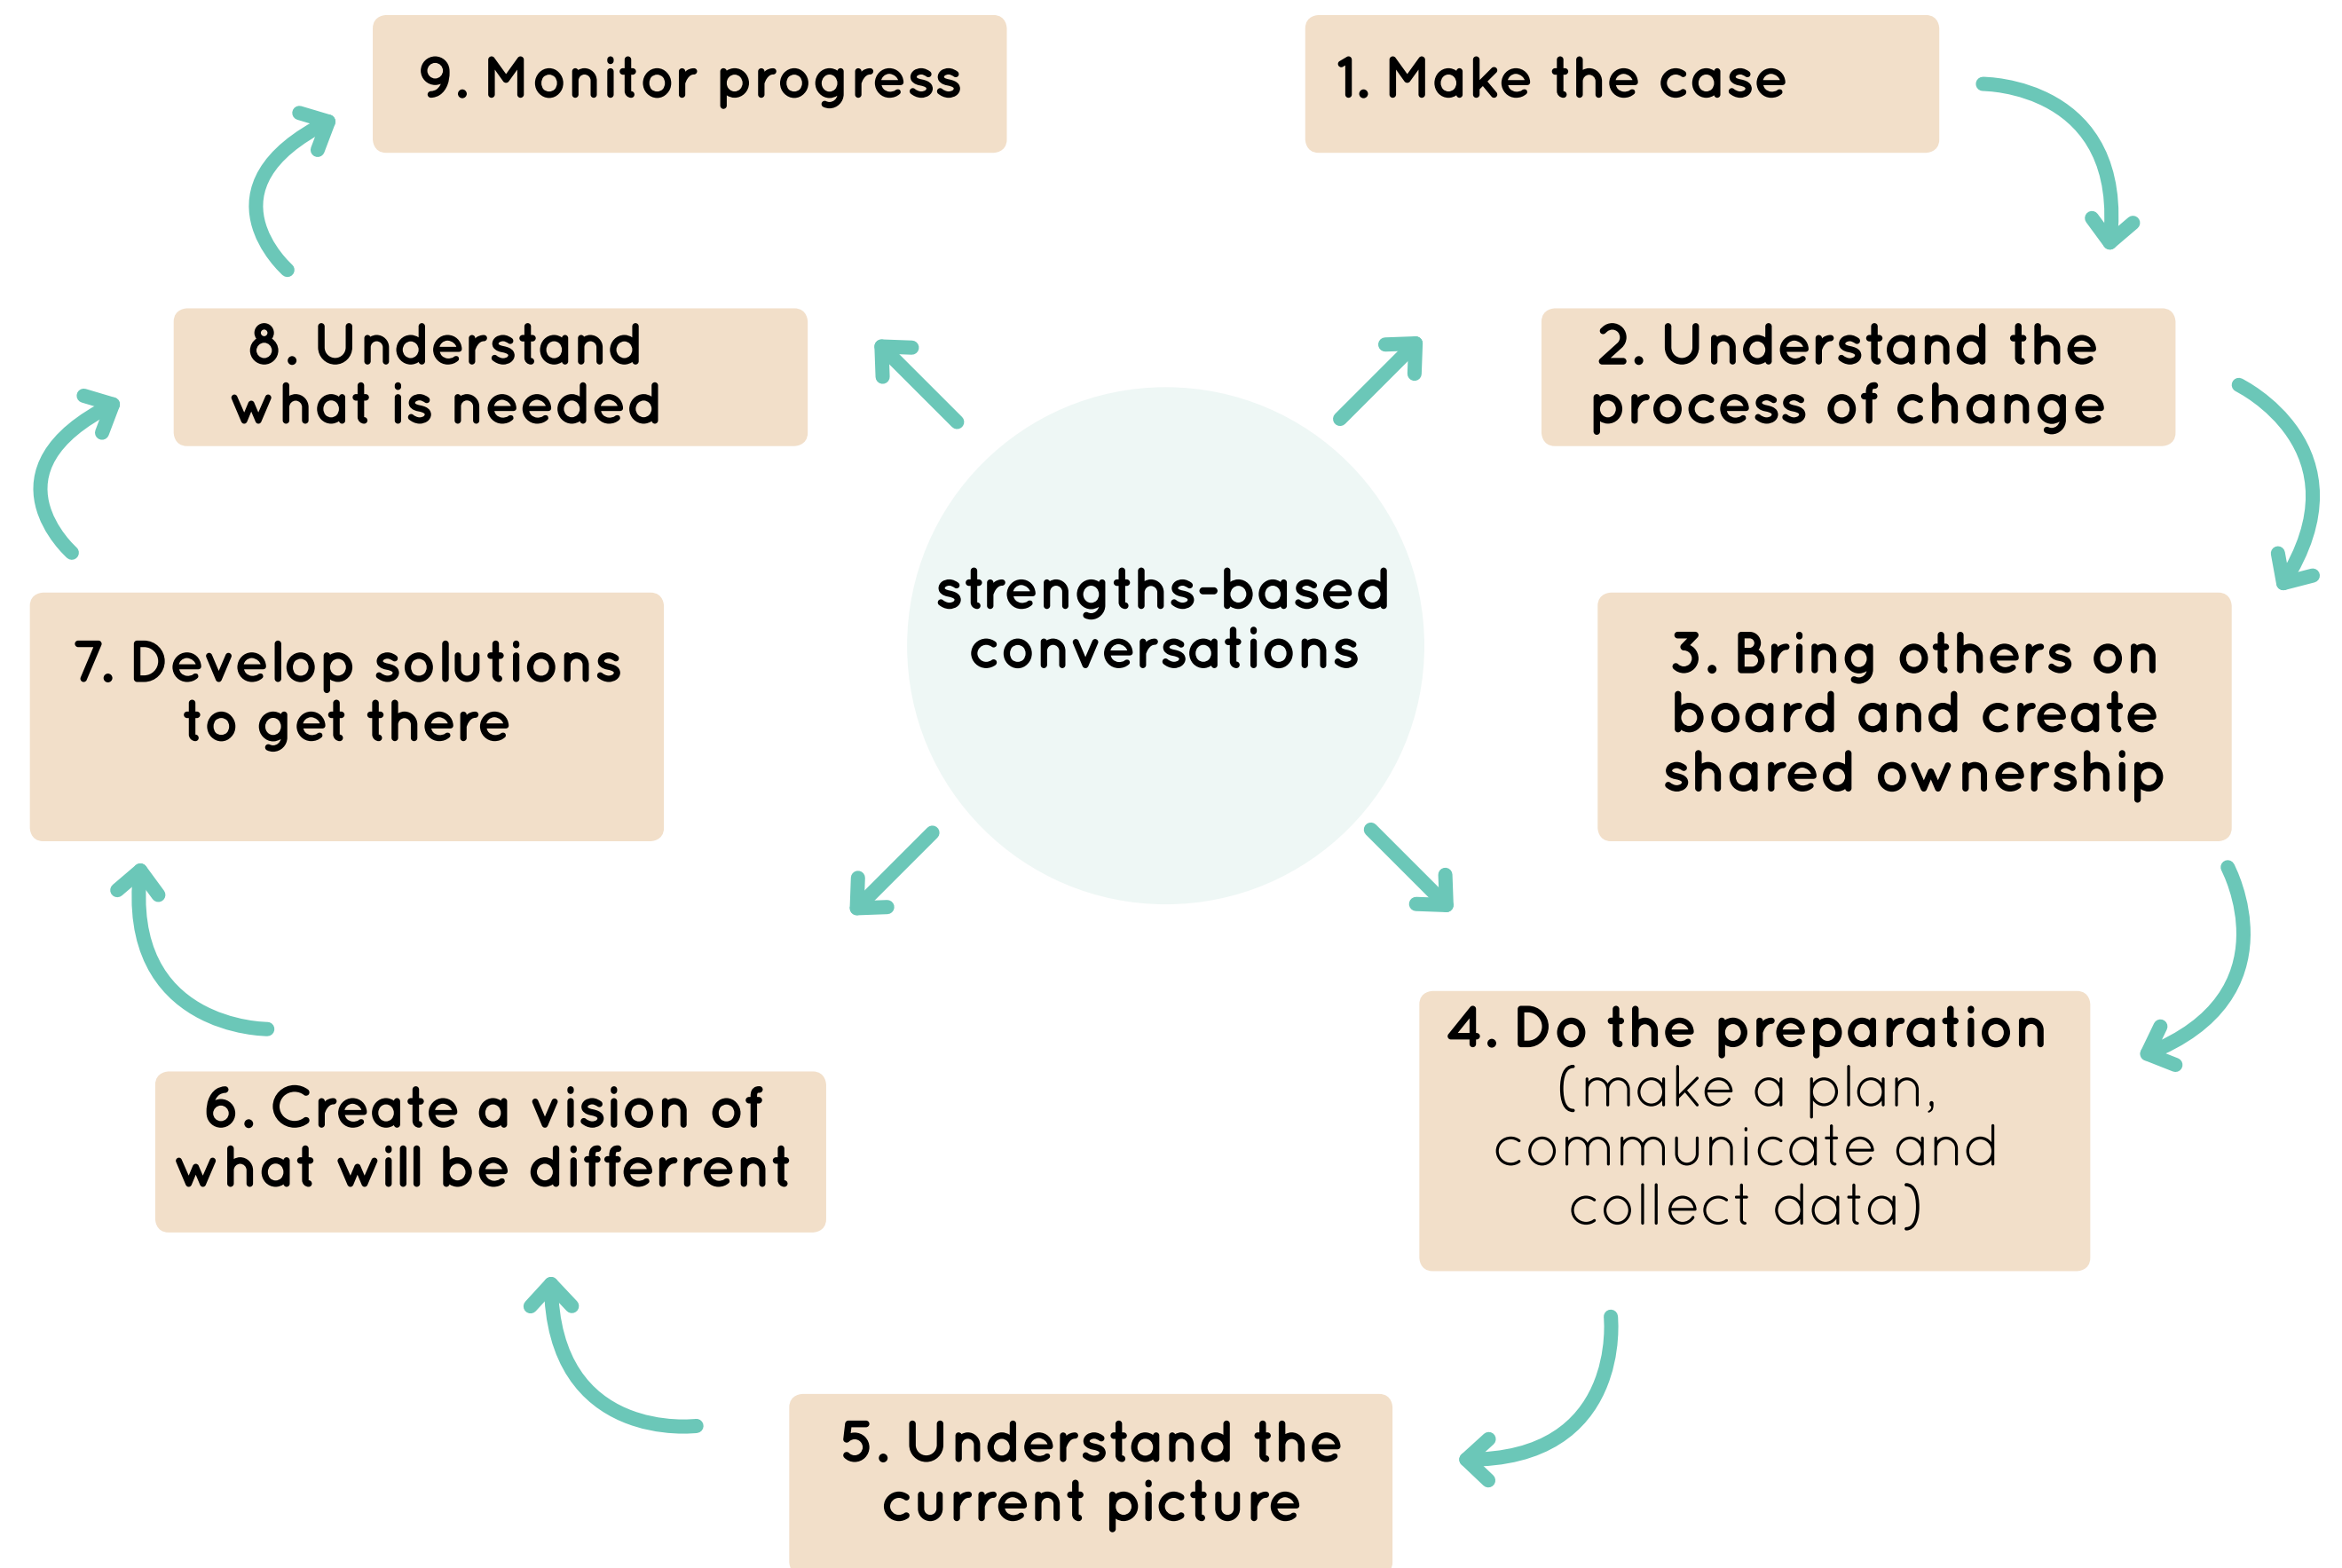 1. Make the case
2. Understand the
process of change
3. Bring others on
board and create
shared ownership
4. Do the preparation
(make a plan,
communicate and
collect data)
5. Understand the
current picture
6. Create a vision of
what will be different
7. Develop solutions
to get there
8. Understand
what is needed
9. Monitor progress
strengths-based
conversations